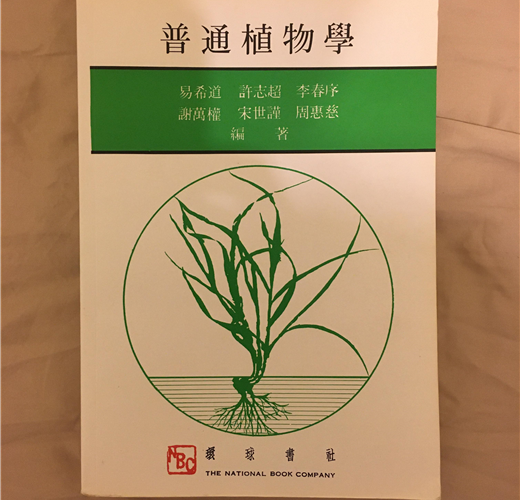 普通植物學
易希道 許志超 李春序
謝萬權 宋世謹 周惠慈
編 著
NBC
環球書社
THE NATIONAL BOOK COMPANY